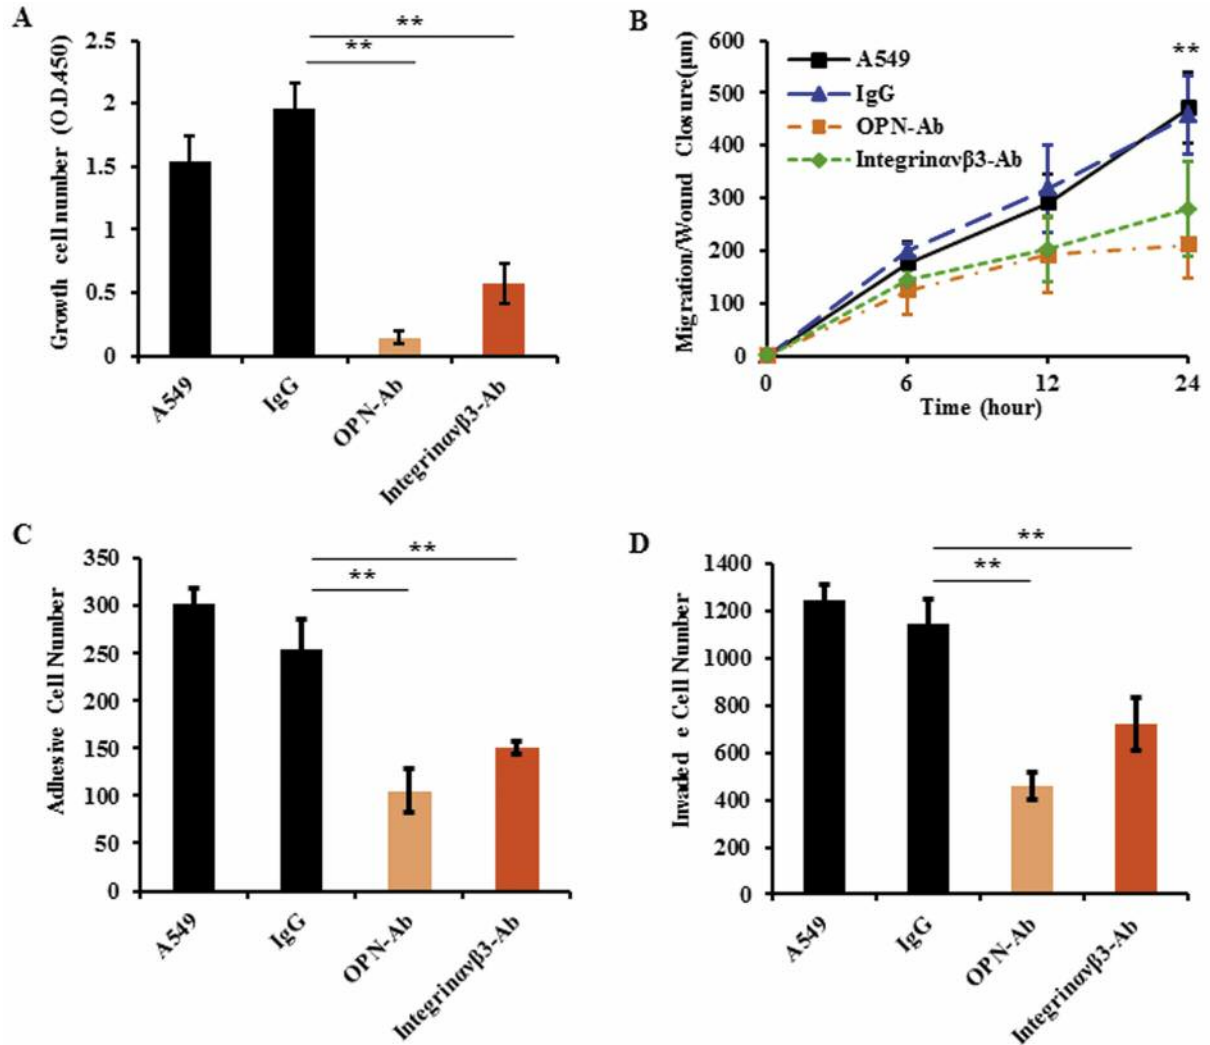 A
Growth cell number (O.D.450)
2.5
2
1.5
1
0.5
0
**
**
A549
IgG
OPN-Ab
Integrinαvβ3-Ab
B
Migration/Wound Closure(μm)
600
500
400
300
200
100
0
A549
IgG
OPN-Ab
Integrinαvβ3-Ab
**
0
6
12
24
Time (hour)
C
Adhesive Cell Number
350
300
250
200
150
100
50
0
**
**
A549
IgG
OPN-Ab
Integrinαvβ3-Ab
D
Invaded e Cell Number
1400
1200
1000
800
600
400
200
0
**
**
A549
IgG
OPN-Ab
Integrinαvβ3-Ab